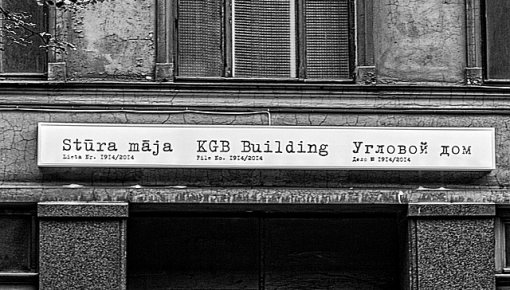 Stūra māja KGB Building Угловой дом
Lieta Nr. 1914/2014 File No. 1914/2014 Дело № 1914/2014